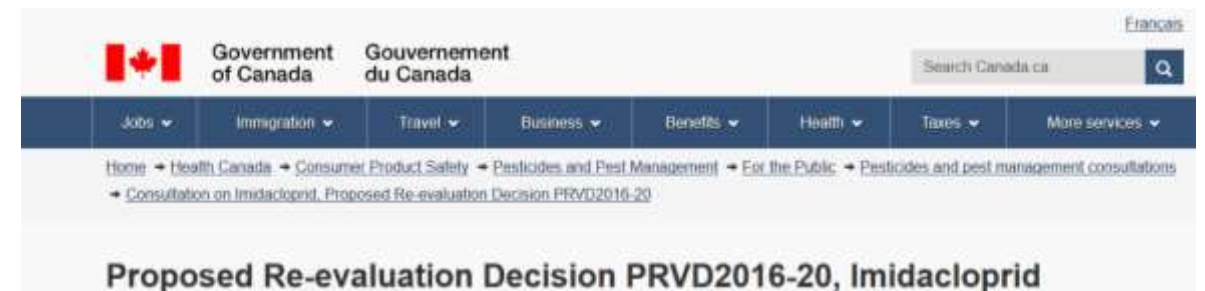 Français
Government Gouvernement
of Canada du Canada
Search Canada.ca
Jobs Immigration Travel Business Benefits Health Taxes More services
Home → Health Canada → Consumer Product Safety → Pesticides and Pest Management → For the Public → Pesticides and pest management consultations
→ Consultation on Imidacloprid, Proposed Re-evaluation Decision PRVD2016-20
Proposed Re-evaluation Decision PRVD2016-20, Imidacloprid